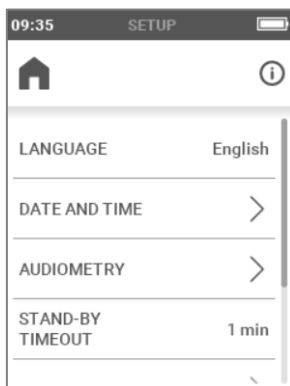 09:35 SETUP
LANGUAGE English
DATE AND TIME
AUDIOMETRY
STAND-BY
TIMEOUT 1 min